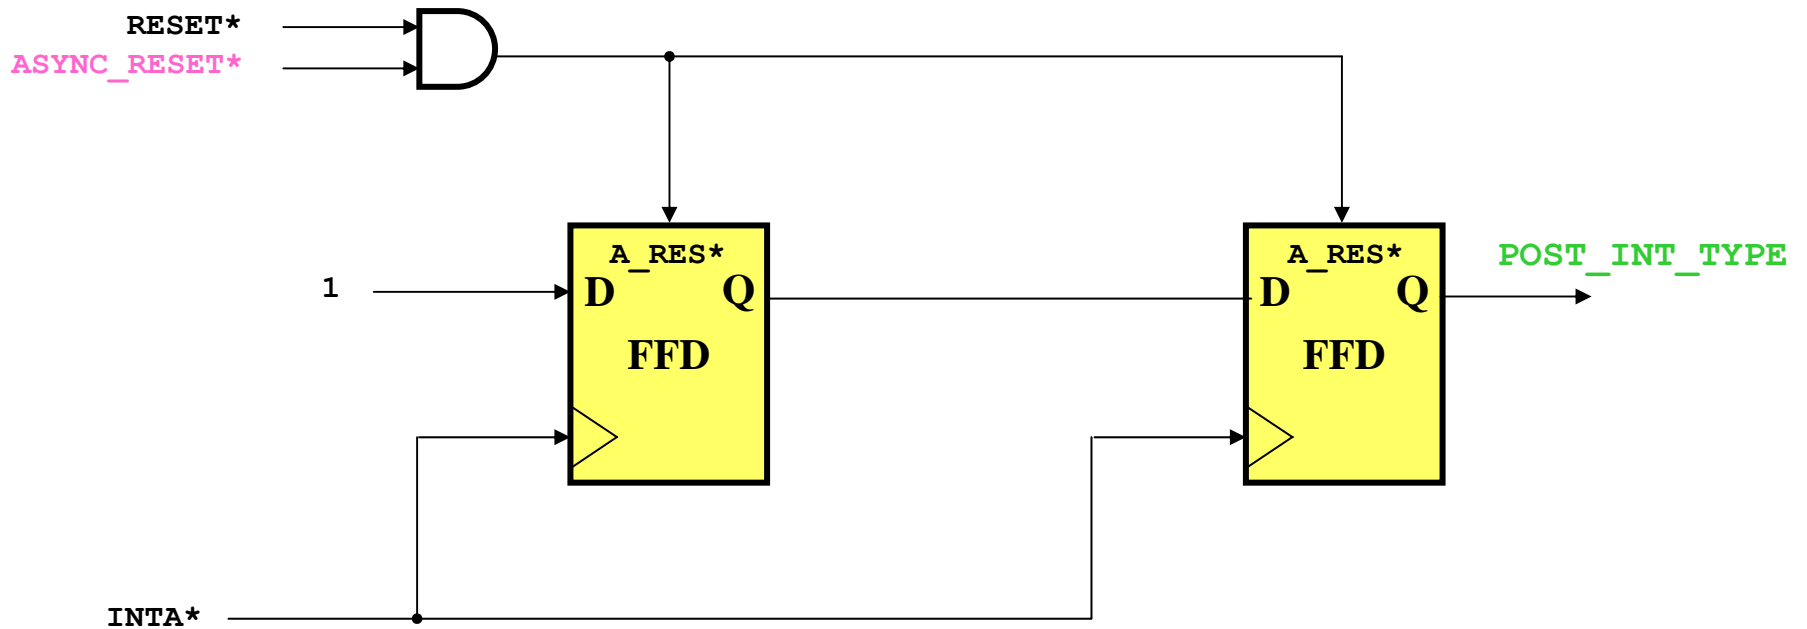 RESET*
ASYNC_RESET*
A_RES*
A_RES*
POST_INT_TYPE
1
D
Q
D
Q
FFD
FFD
INTA*